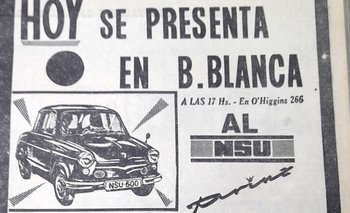 HOY SE PRESENTA
EN B. BLANCA
A LAS 17 Hs. - En O'Higgins 266
AL
NSU
Prinz
NSU-600